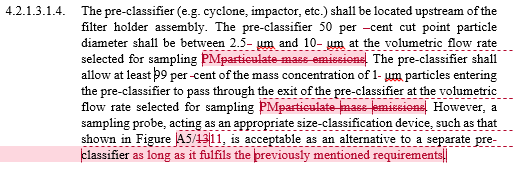 4.2.1.3.1.4. The pre-classifier (e.g. cyclone, impactor, etc.) shall be located upstream of the
filter holder assembly. The pre-classifier 50 per –cent cut point particle
diameter shall be between 2.5- μm and 10- μm at the volumetric flow rate
selected for sampling PMparticulate mass emissions. The pre-classifier shall
allow at least 99 per -cent of the mass concentration of 1- μm particles entering
the pre-classifier to pass through the exit of the pre-classifier at the volumetric
flow rate selected for sampling PMparticulate mass emissions. However, a
sampling probe, acting as an appropriate size-classification device, such as that
shown in Figure A5/1311, is acceptable as an alternative to a separate pre-
classifier as long as it fulfils the previously mentioned requirements.